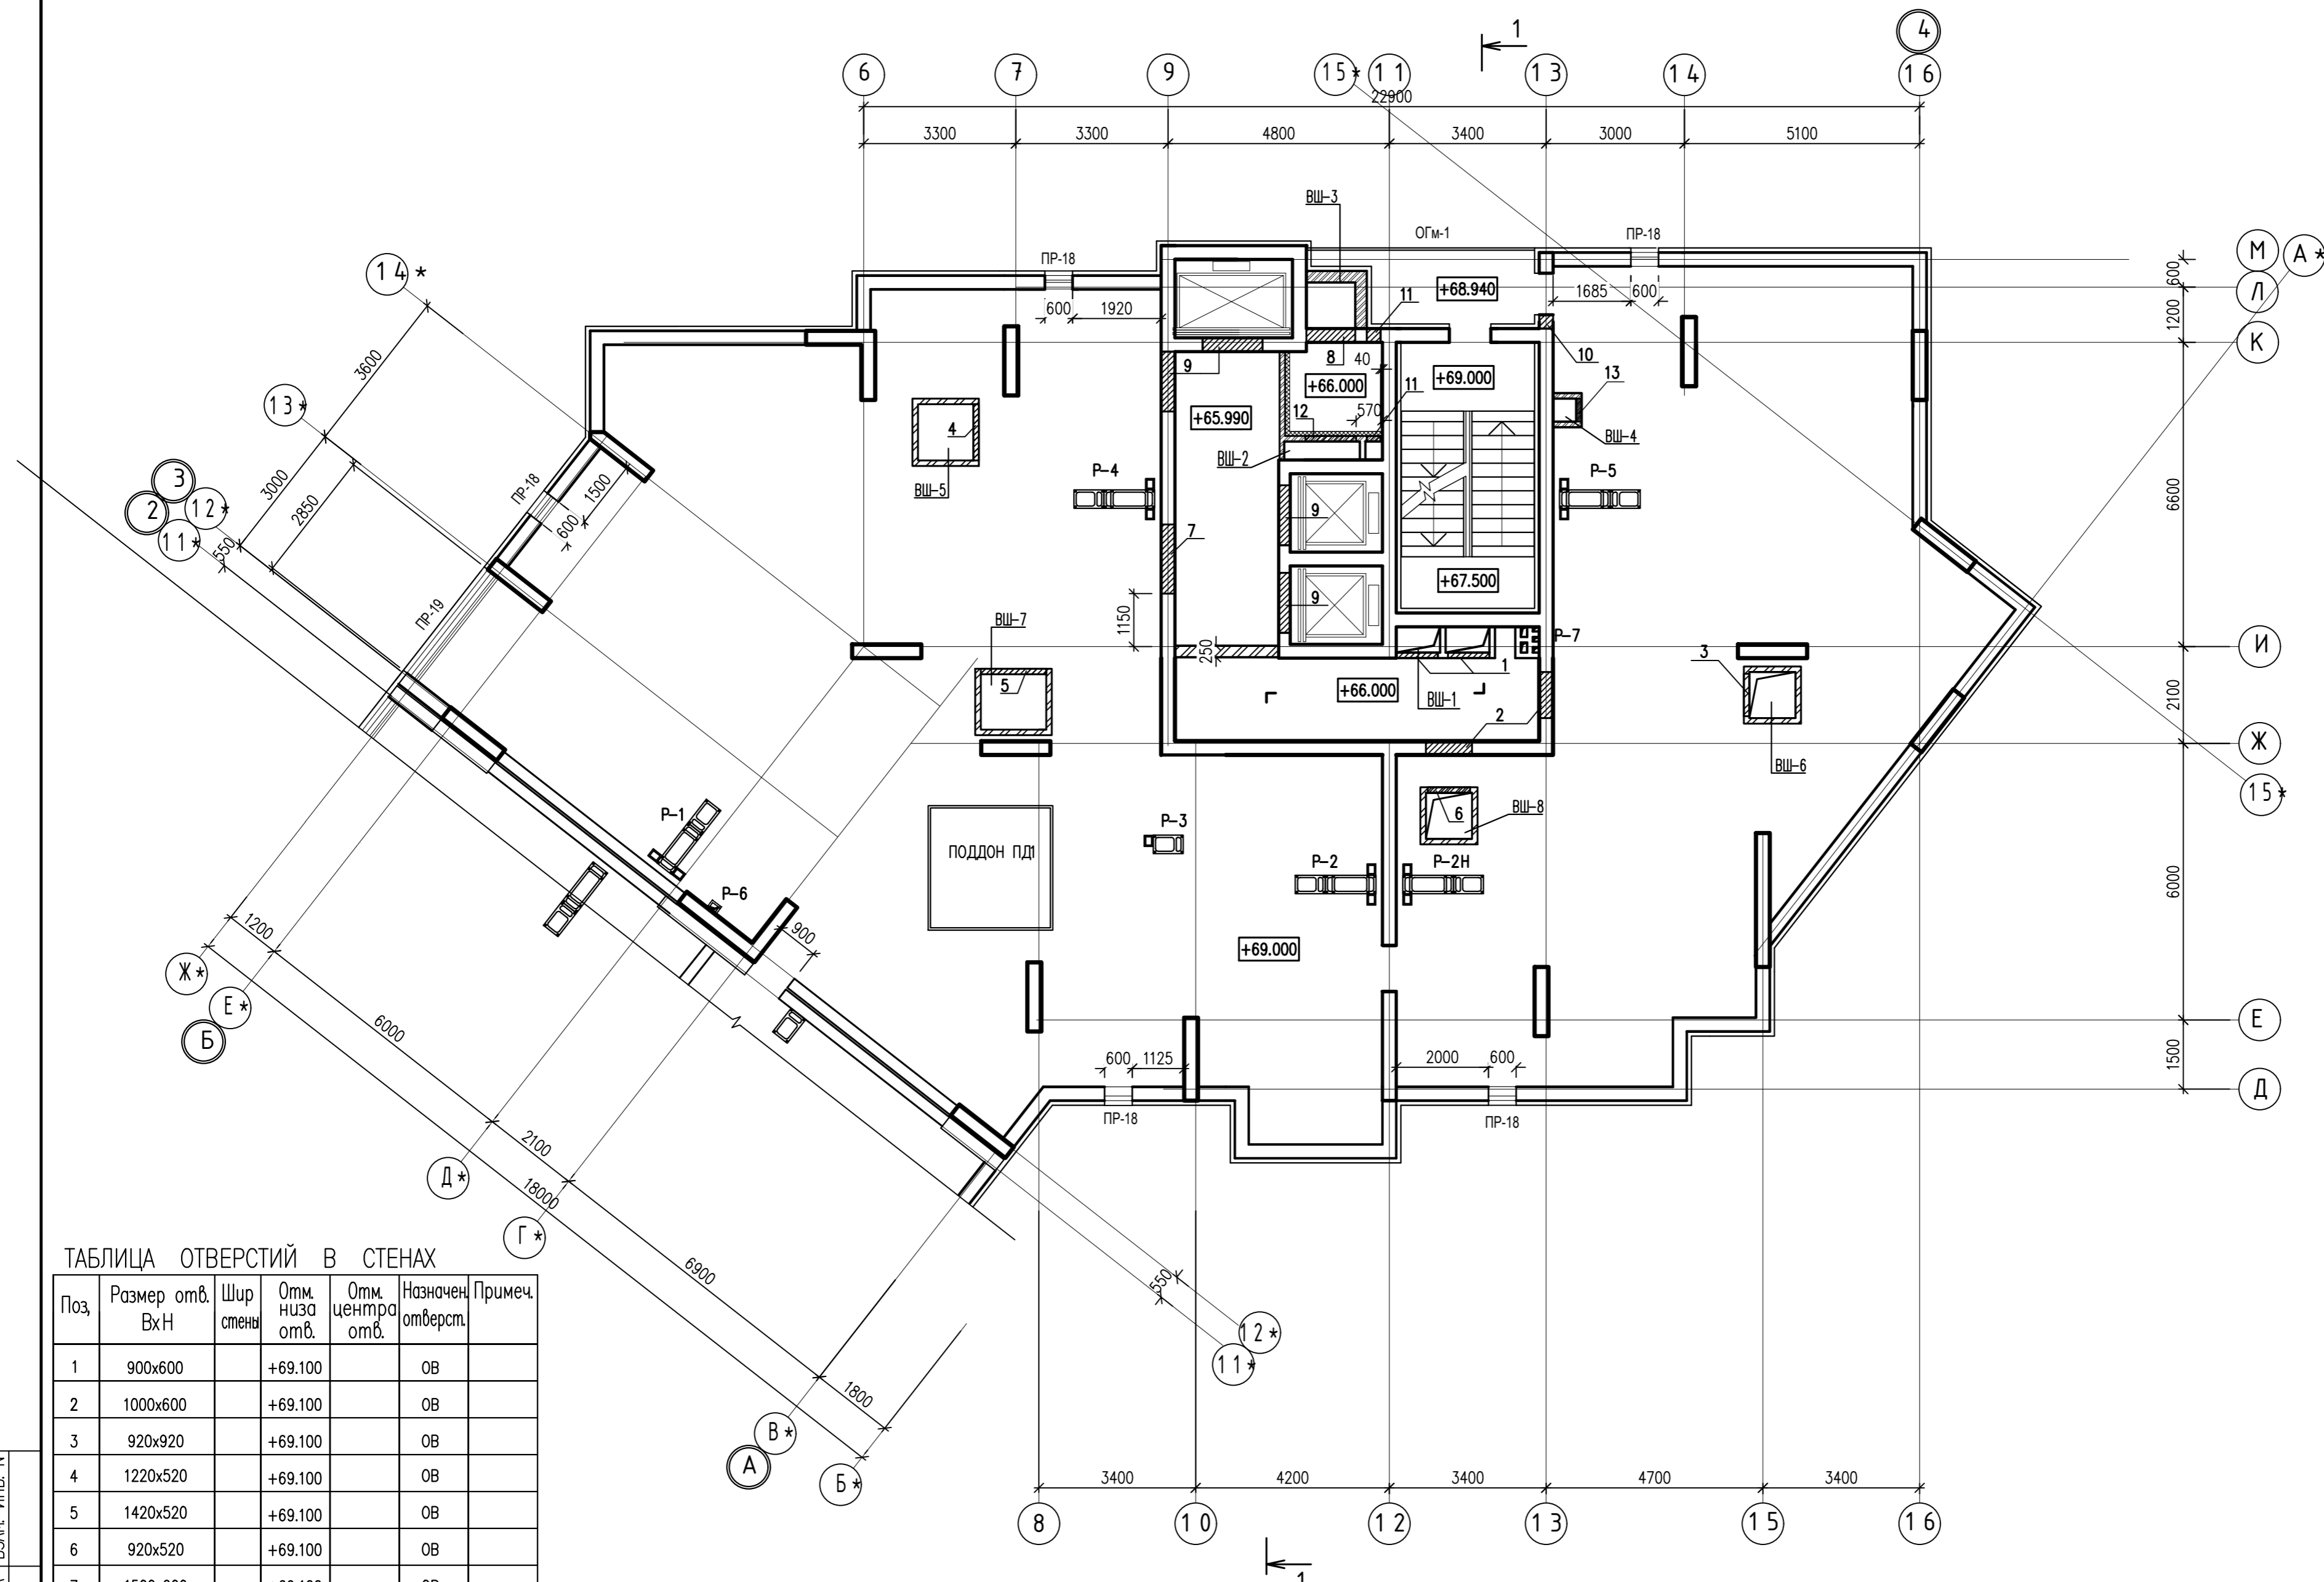 1
4
6
7
9
15*
11
13
14
16
22900
3300
3300
4800
3400
3000
5100
ВШ-3
ОГм-1
ПР-18
ПР-18
М
А*
Л
К
600
1200
14*
600
1920
+68.940
11
1685
600
8
40
10
9
+66.000
+69.000
13
3600
13*
11
+65.990
12
570
4
ВШ-4
ВШ-2
Р-4
Р-5
ВШ-5
6600
3
2
12*
11*
3000
2850
550
ПР-18
1500
600
9
7
+67.500
9
ПР-19
1150
ВШ-7
Р-7
250
И
5
1
3
+66.000
ВШ-1
2
2100
Ж
ВШ-6
15*
Р-1
Р-3
6
ВШ-8
ПОДДОН ПД1
Р-2
Р-2Н
6000
Р-6
900
1200
+69.000
Ж*
Е*
Б
6000
Е
600
1125
2000
600
1500
Д
ПР-18
ПР-18
2100
Д*
18000
Г*
6900
550
12*
11*
1800
В*
А
Б*
3400
4200
3400
4700
3400
8
10
12
13
15
16
1
ТАБЛИЦА ОТВЕРСТИЙ В СТЕНАХ
Поз, Размер отв. ВхН Шир стены Отм. низа отв. Отм. центра отв. Назначен. отверст. Примеч.
1 900х600 +69.100 ОВ
2 1000х600 +69.100 ОВ
3 920х920 +69.100 ОВ
4 1220х520 +69.100 ОВ
5 1420х520 +69.100 ОВ
6 920х520 +69.100 ОВ